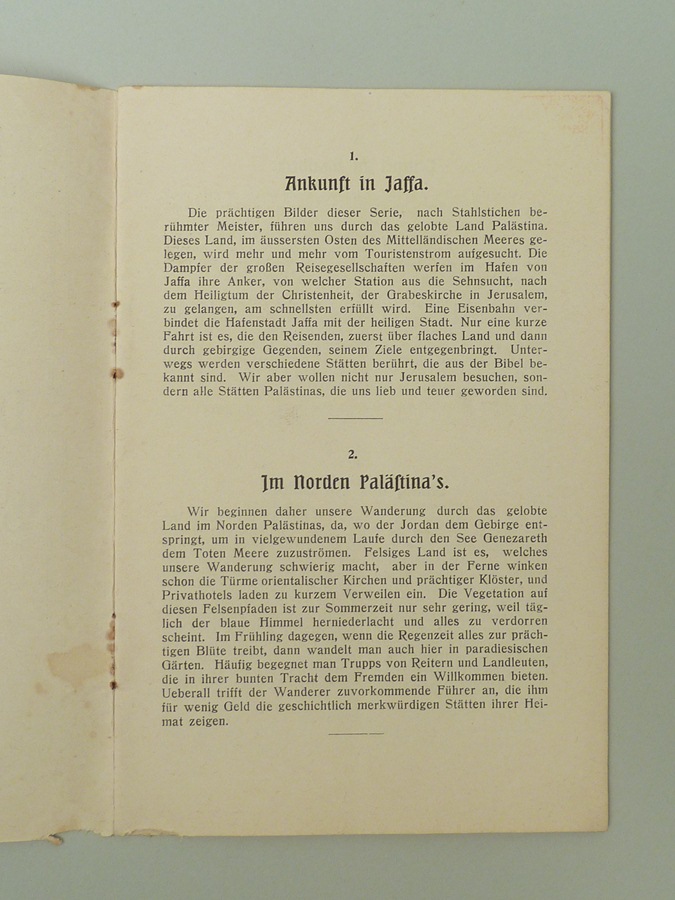 1.
Ankunft in Jaffa.
Die prächtigen Bilder dieser Serie, nach Stahlstichen be-
rühmter Meister, führen uns durch das gelobte Land Palästina.
Dieses Land, im äussersten Osten des Mittelländischen Meeres ge-
legen, wird mehr und mehr vom Touristenstrom aufgesucht. Die
Dampfer der großen Reisegesellschaften werfen im Hafen von
Jaffa ihre Anker, von welcher Station aus die Sehnsucht, nach
dem Heiligtum der Christenheit, der Grabeskirche in Jerusalem,
zu gelangen, am schnellsten erfüllt wird. Eine Eisenbahn ver-
bindet die Hafenstadt Jaffa mit der heiligen Stadt. Nur eine kurze
Fahrt ist es, die den Reisenden, zuerst über flaches Land und dann
durch gebirgige Gegenden, seinem Ziele entgegenbringt. Unter-
wegs werden verschiedene Stätten berührt, die aus der Bibel be-
kannt sind. Wir aber wollen nicht nur Jerusalem besuchen, son-
dern alle Stätten Palästinas, die uns lieb und teuer geworden sind.
2.
Im Norden Palästina's.
Wir beginnen daher unsere Wanderung durch das gelobte
Land im Norden Palästinas, da, wo der Jordan dem Gebirge ent-
springt, um in vielgewundenem Laufe durch den See Genezareth
dem Toten Meere zuzuströmen. Felsiges Land ist es, welches
unsere Wanderung schwierig macht, aber in der Ferne winken
schon die Türme orientalischer Kirchen und prächtiger Klöster, und
Privathotels laden zu kurzem Verweilen ein. Die Vegetation auf
diesen Felsenpfaden ist zur Sommerzeit nur sehr gering, weil täg-
lich der blaue Himmel herniederlacht und alles zu verdorren
scheint. Im Frühling dagegen, wenn die Regenzeit alles zur präch-
tigen Blüte treibt, dann wandelt man auch hier in paradiesischen
Gärten. Häufig begegnet man Trupps von Reitern und Landleuten,
die in ihrer bunten Tracht dem Fremden ein Willkommen bieten.
Ueberall trifft der Wanderer zuvorkommende Führer an, die ihm
für wenig Geld die geschichtlich merkwürdigen Stätten ihrer Hei-
mat zeigen.